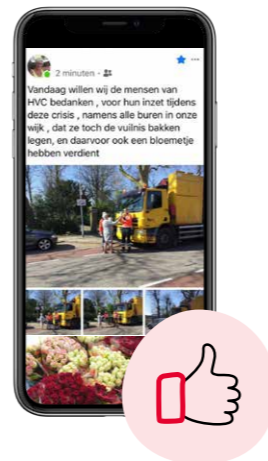 2 minuten ·
Vandaag willen wij de mensen van
HVC bedanken , voor hun inzet tijdens
deze crisis , namens alle buren in onze
wijk , dat ze toch de vuilnis bakken
legen, en daarvoor ook een bloemetje
hebben verdient